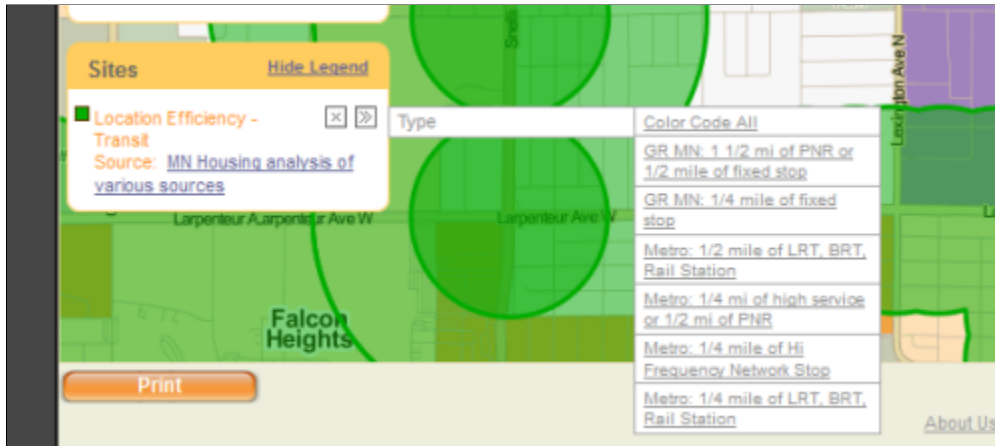 Snelli
Lexington Ave N
Sites
Hide Legend
Location Efficiency -
Transit
Source: MN Housing analysis of
various sources
Type
Color Code All
GR MN: 1 1/2 mi of PNR or
1/2 mile of fixed stop
GR MN: 1/4 mile of fixed
stop
Metro: 1/2 mile of LRT, BRT,
Rail Station
Metro: 1/4 mi of high service
or 1/2 mi of PNR
Metro: 1/4 mile of Hi
Frequency Network Stop
Metro: 1/4 mile of LRT, BRT,
Rail Station
Larpenteur Aarpenteur Ave W
Larpenteur Ave W
Falcon
Heights
Print
About Us